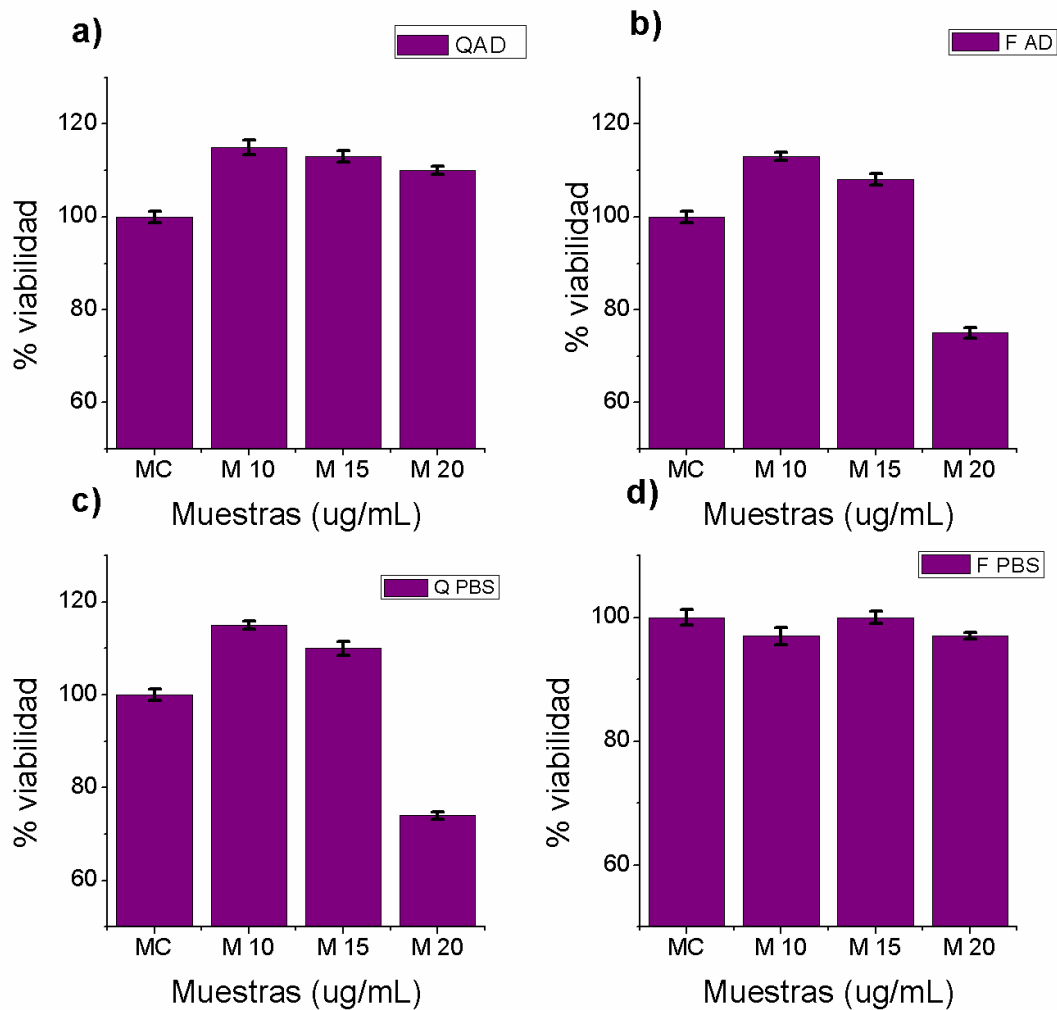 a)
QAD
% viabilidad
120
100
80
60
MC M 10 M 15 M 20
Muestras (ug/mL)
b)
F AD
% viabilidad
120
100
80
60
MC M 10 M 15 M 20
Muestras (ug/mL)
c)
Q PBS
% viabilidad
120
100
80
60
MC M 10 M 15 M 20
Muestras (ug/mL)
d)
F PBS
% viabilidad
100
80
60
MC M 10 M 15 M 20
Muestras (ug/mL)